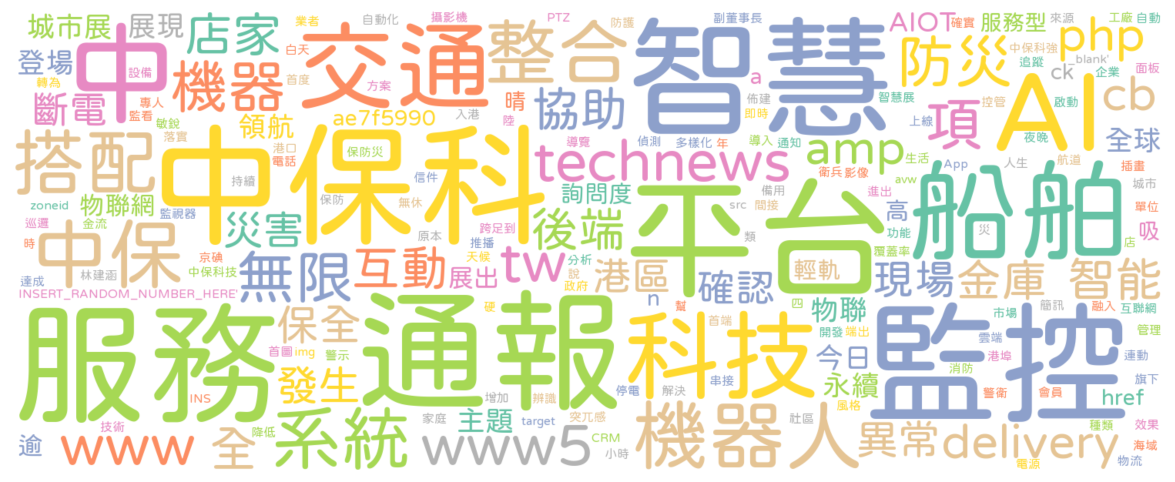 城市展 展現 店家 交通 整合 業者 自動化 攝影機 PTZ 防護 副董事長 智慧 AIOT 確實 服務型 來源 工廠 自動
登場 中 設備 白天 首度 方案 防災 中保科強 追蹤 php _blank'
轉為 機器 協助 a 佈建 即時 智慧展 ck 企業 面板
斷電 專人 監看 敏銳 領航 ae7f5990 晴 入港 陸 控管 啟動 cb
搭配 落實 港口 電話 中保科 technews 導覽 偵測 多樣化 年 導入 通知 amp 上線 項 AI 夜晚 全球
保防災 信件 生活 App 人生 航道 插畫
zoneid 物聯網 持續 保防 無休 詢問度 備用 衛兵 影像 進出 avw 船舶 城市
巡邏 金流 監視器 災害 原本 跨足到 後端 平台 src 閒接 高 功能 災 單位 吸
時 中保 京碘 無限 互動 推播 天候 tw 分析 類 覆蓋率 店
林建涵 中保科技 展出 說 政府 港區 確認 輕軌 現場 金庫 智能
達成 INSERT_RANDOM_NUMBER_HERE' 硬 n 幫 四 物聯 市場 簡訊 融入 互聯網
服務 保全 通報 科技 首端 開發 端出 雲端 監控 管理
首圖 img 警示 今日 港埠 連動
發生 停電 串接 永續 消防 警衛 會員 旗下
INS 家庭 增加 辨識 解決 風格 href
技術 降低 系統 主題 突兀感 target 機器人 社區 種類 效果
逾 www 全 www5 CRM 小時 異常 delivery 海域
電源 物流